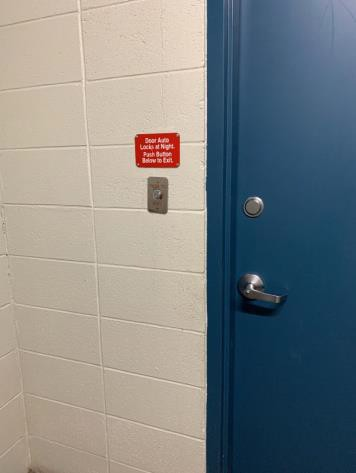 Door Auto
Locks at Night.
Push Button
Below to Exit.